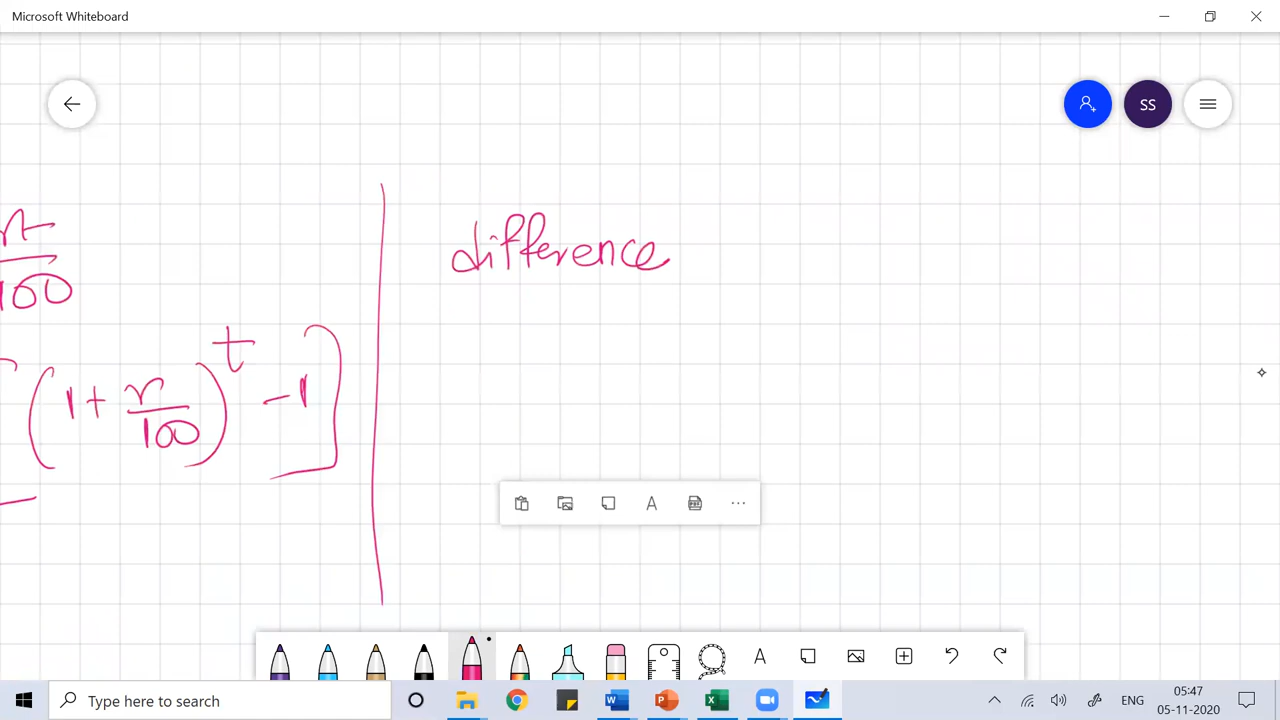 Microsoft Whiteboard
SS
difference
r
100
[(1 + r/100)^t - 1]
A
A
Type here to search
ENG
05:47
05-11-2020